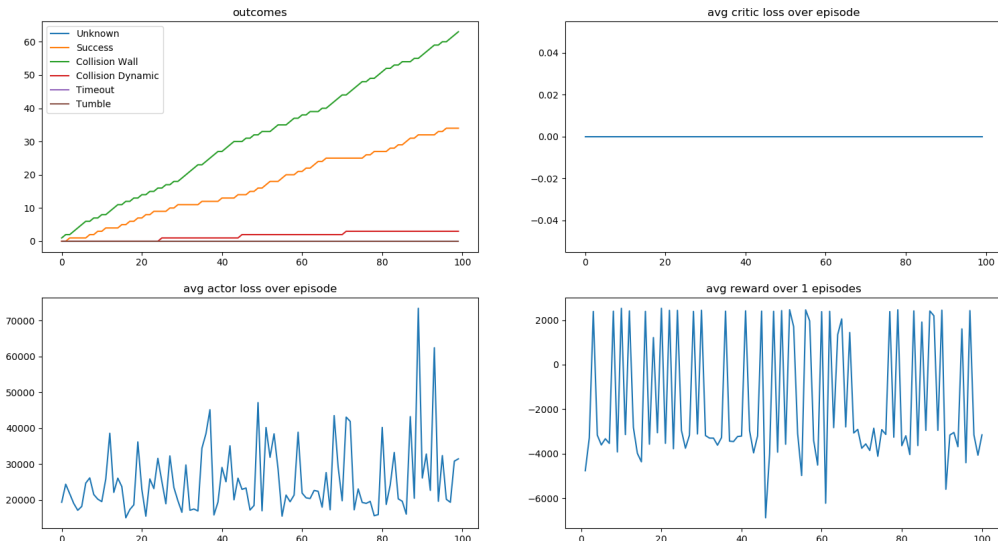 outcomes
Unknown
Success
Collision Wall
Collision Dynamic
Timeout
Tumble
60
50
40
30
20
10
0
0 20 40 60 80 100
avg critic loss over episode
0.04
0.02
0.00
−0.02
−0.04
0 20 40 60 80 100
avg actor loss over episode
70000
60000
50000
40000
30000
20000
0 20 40 60 80 100
avg reward over 1 episodes
2000
0
−2000
−4000
−6000
0 20 40 60 80 100